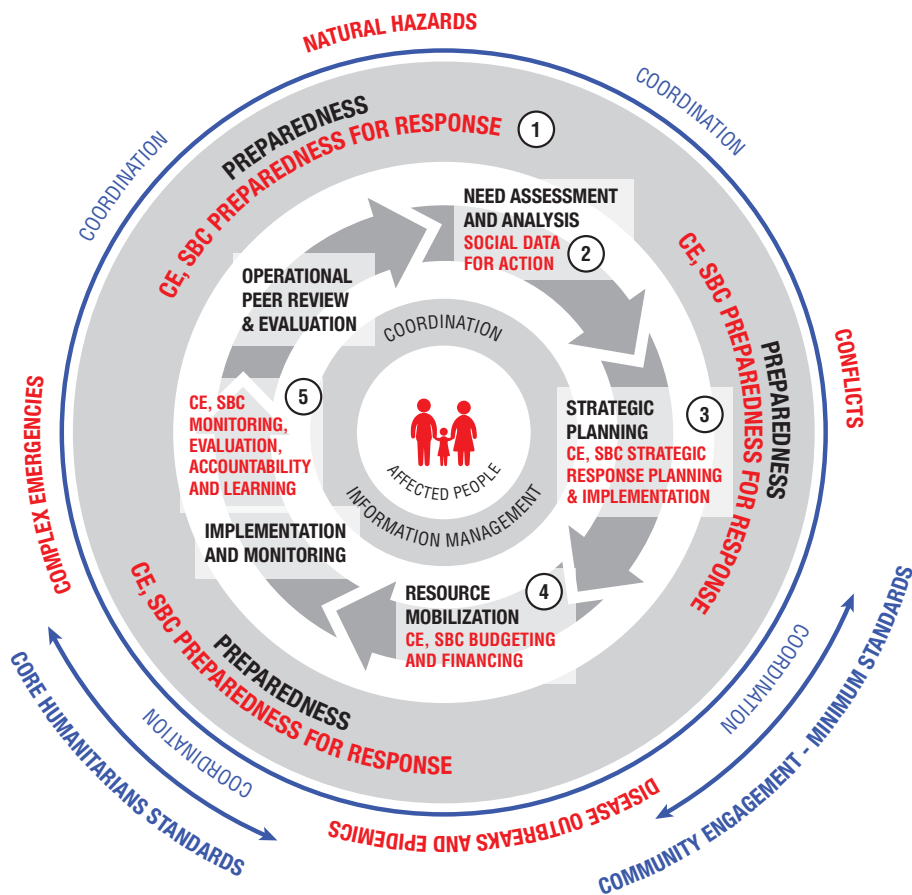 NATURAL HAZARDS
COORDINATION
COORDINATION
PREPAREDNESS
CE, SBC PREPAREDNESS FOR RESPONSE
1
NEED ASSESSMENT
AND ANALYSIS
SOCIAL DATA
FOR ACTION
2
OPERATIONAL
PEER REVIEW
& EVALUATION
COORDINATION
PREPAREDNESS
CE, SBC PREPAREDNESS FOR RESPONSE
CONFLICTS
COMPLEX EMERGENCIES
5
CE, SBC
MONITORING,
EVALUATION,
ACCOUNTABILITY
AND LEARNING
AFFECTED PEOPLE
INFORMATION MANAGEMENT
STRATEGIC
PLANNING
3
CE, SBC STRATEGIC
RESPONSE PLANNING
& IMPLEMENTATION
IMPLEMENTATION
AND MONITORING
RESOURCE
MOBILIZATION
4
CE, SBC BUDGETING
AND FINANCING
PREPAREDNESS
CE, SBC PREPAREDNESS FOR RESPONSE
COORDINATION
COORDINATION
CORE HUMANITARIANS STANDARDS
COMMUNITY ENGAGEMENT - MINIMUM STANDARDS
DISEASE OUTBREAKS AND EPIDEMICS